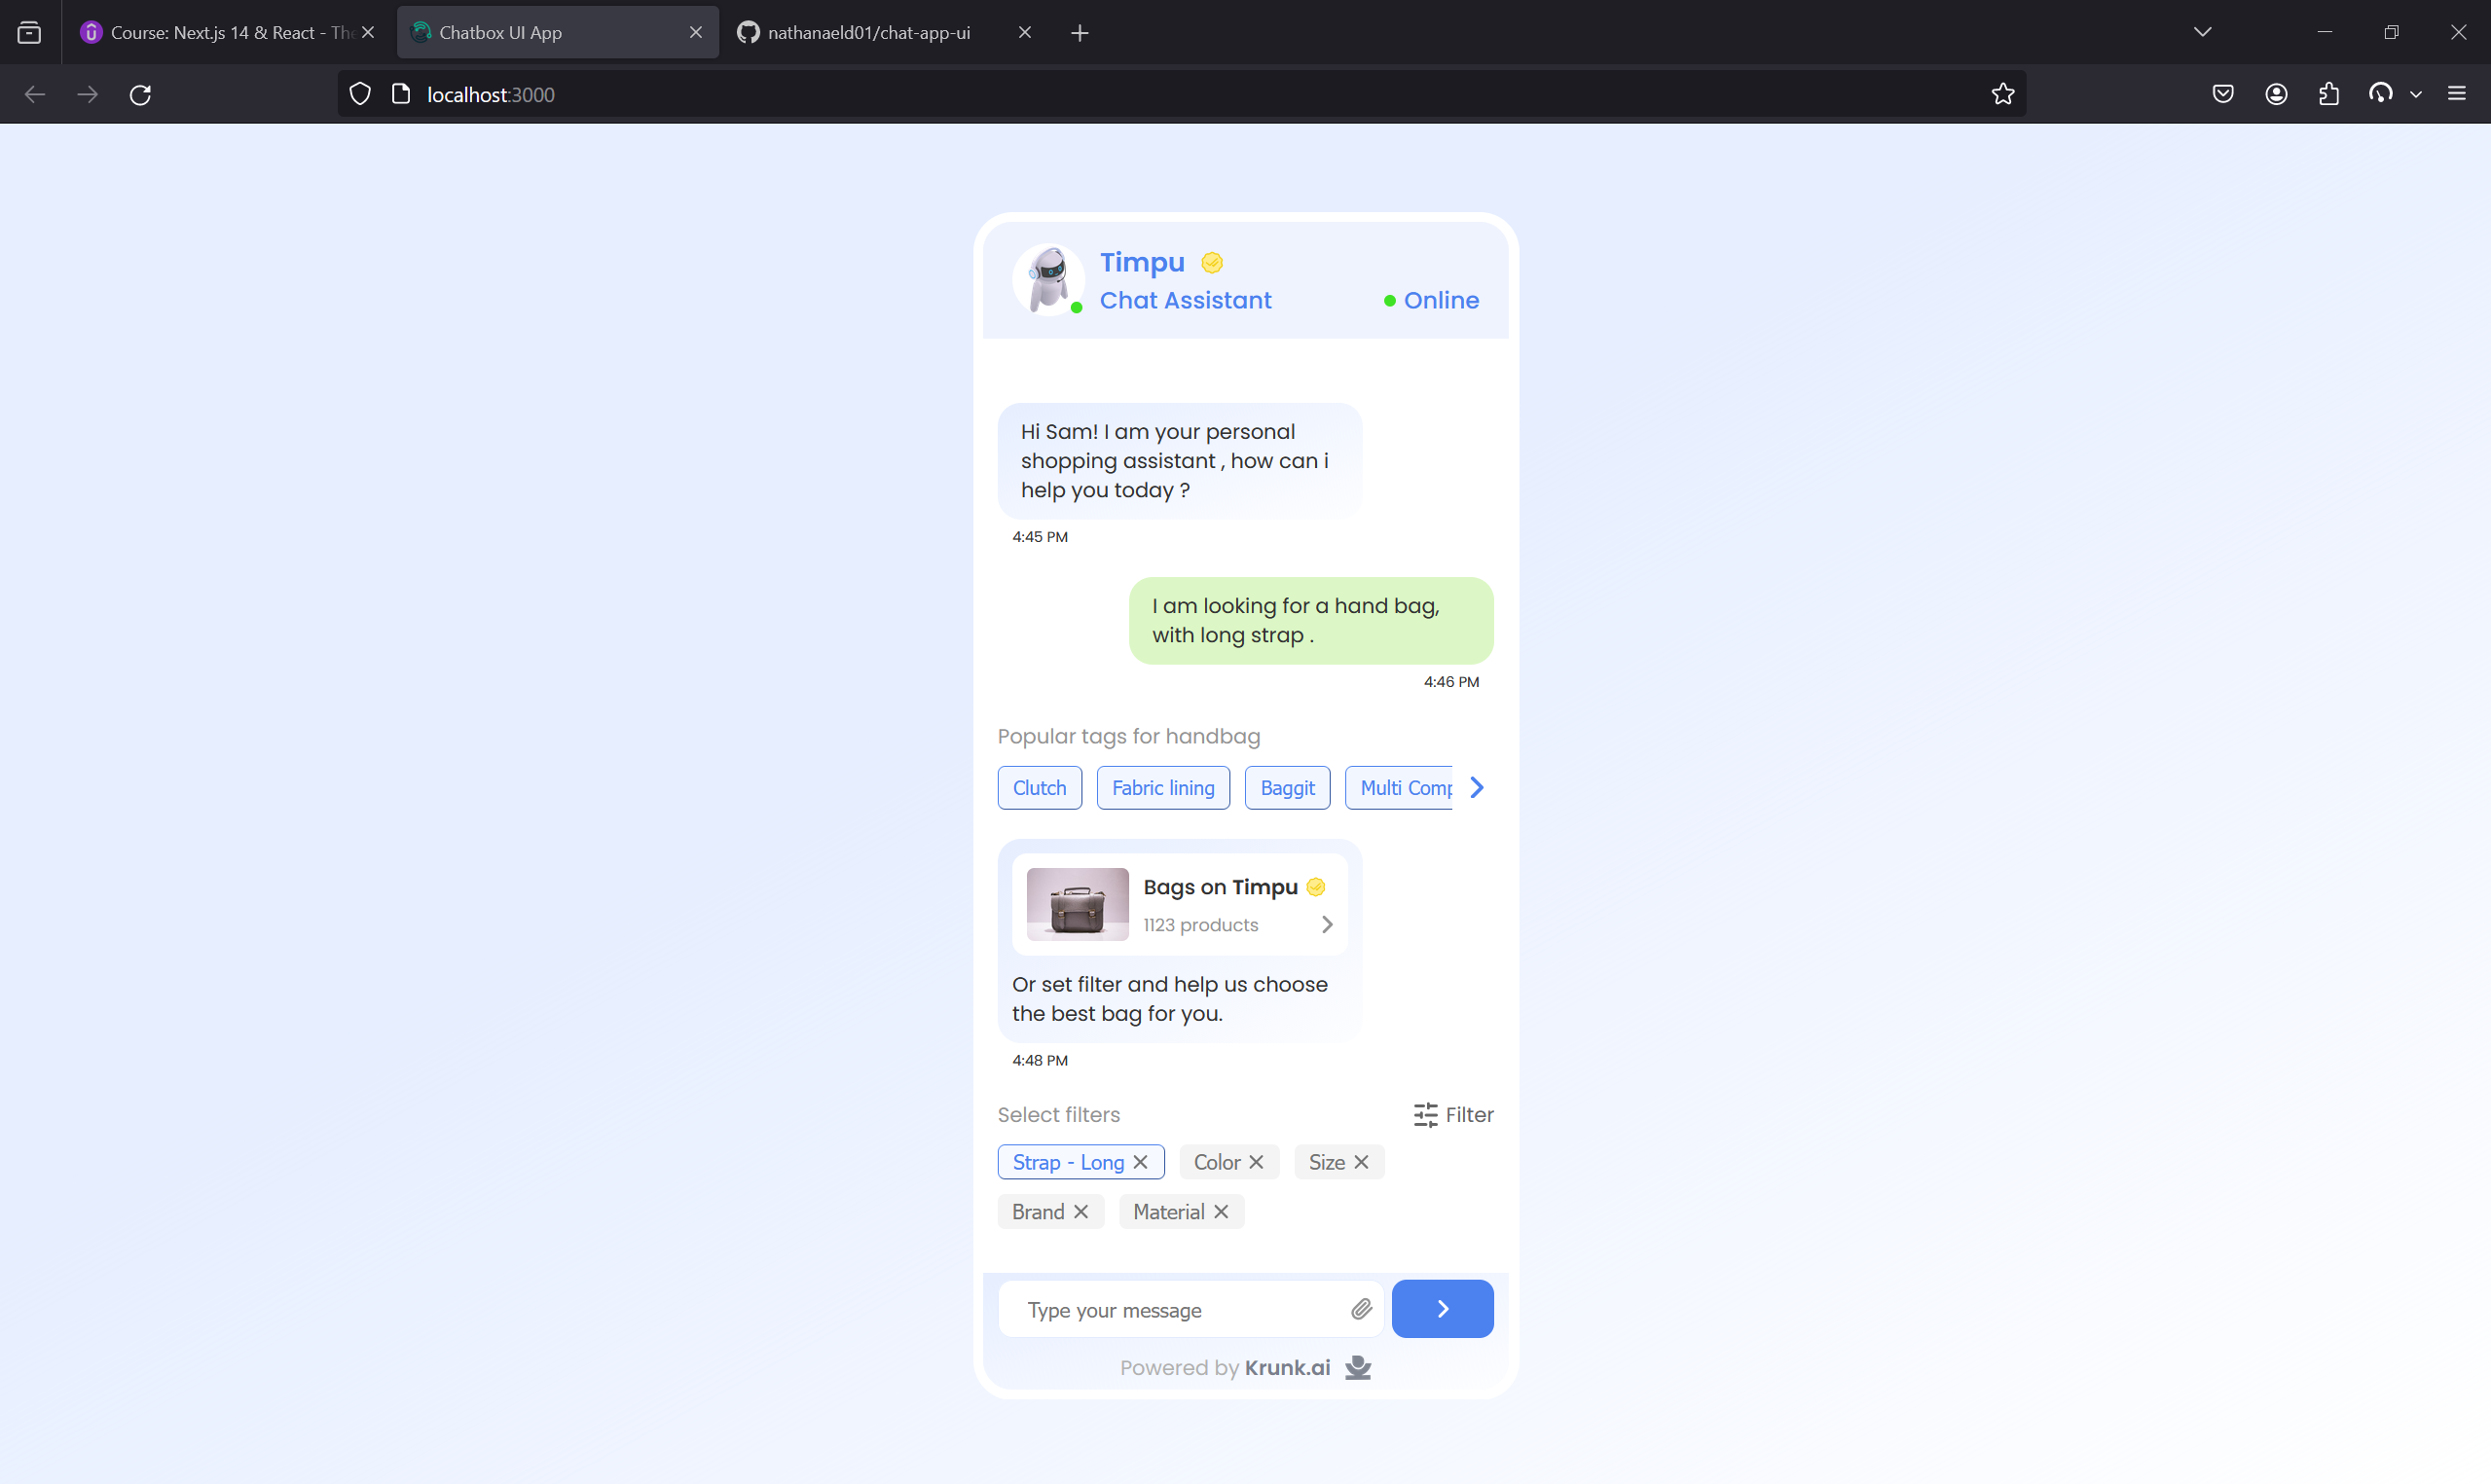 Course: Next.js 14 & React - The
Chatbox UI App
nathanaeld01/chat-app-ui
localhost:3000
Timpu
Chat Assistant
Online
Hi Sam! I am your personal
shopping assistant , how can i
help you today ?
4:45 PM
I am looking for a hand bag,
with long strap .
4:46 PM
Popular tags for handbag
Clutch
Fabric lining
Baggit
Multi Comp
Bags on Timpu
1123 products
Or set filter and help us choose
the best bag for you.
4:48 PM
Select filters
Filter
Strap - Long
Color
Size
Brand
Material
Type your message
Powered by Krunk.ai